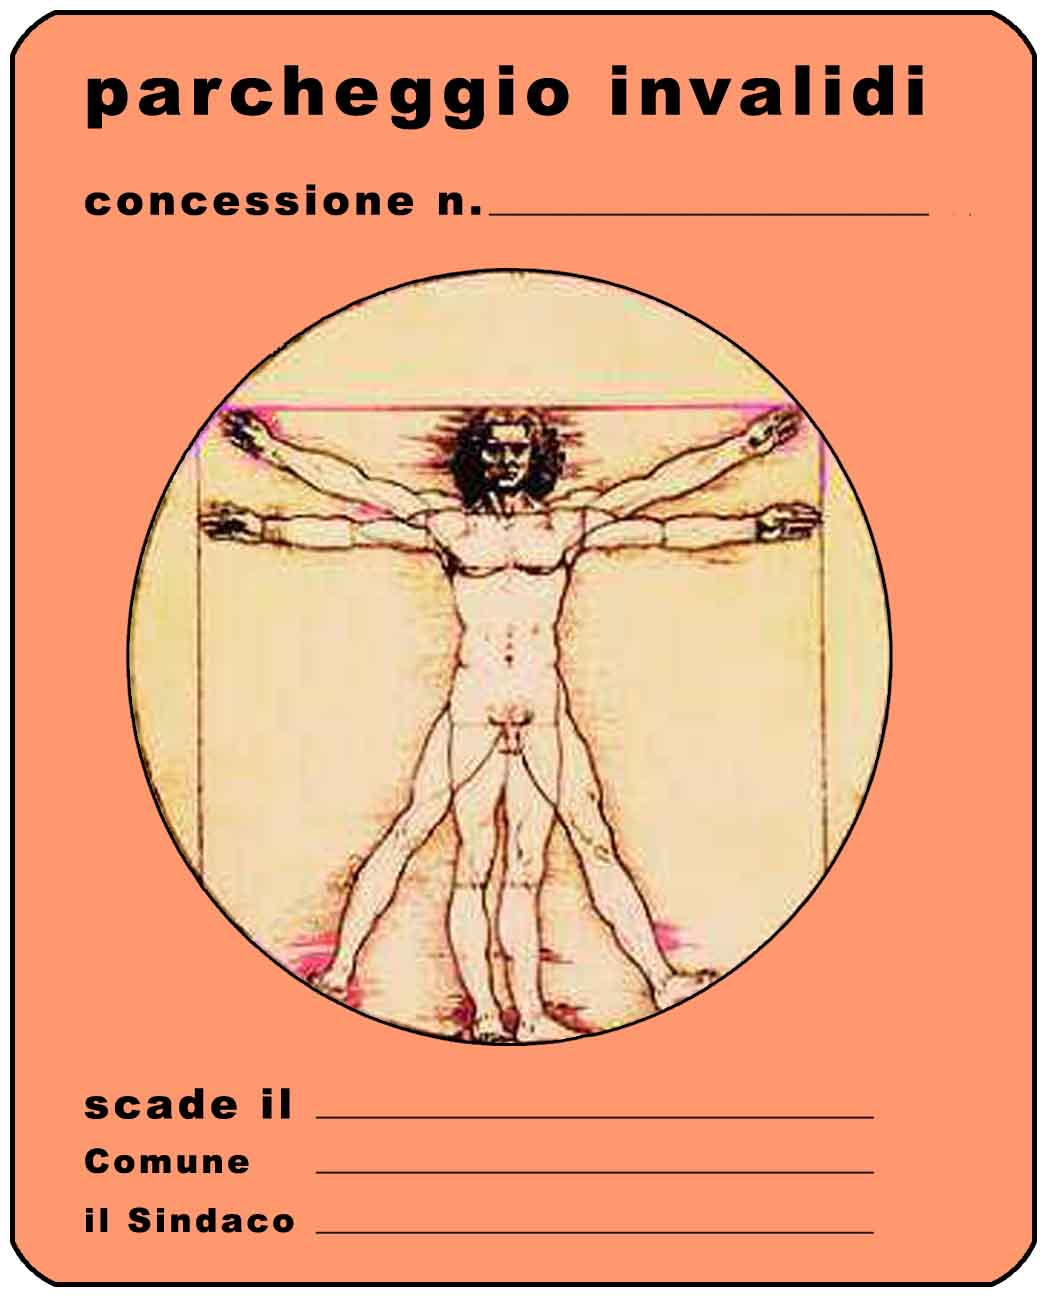 parcheggio invalidi
concessione n.
scade il
Comune
il Sindaco